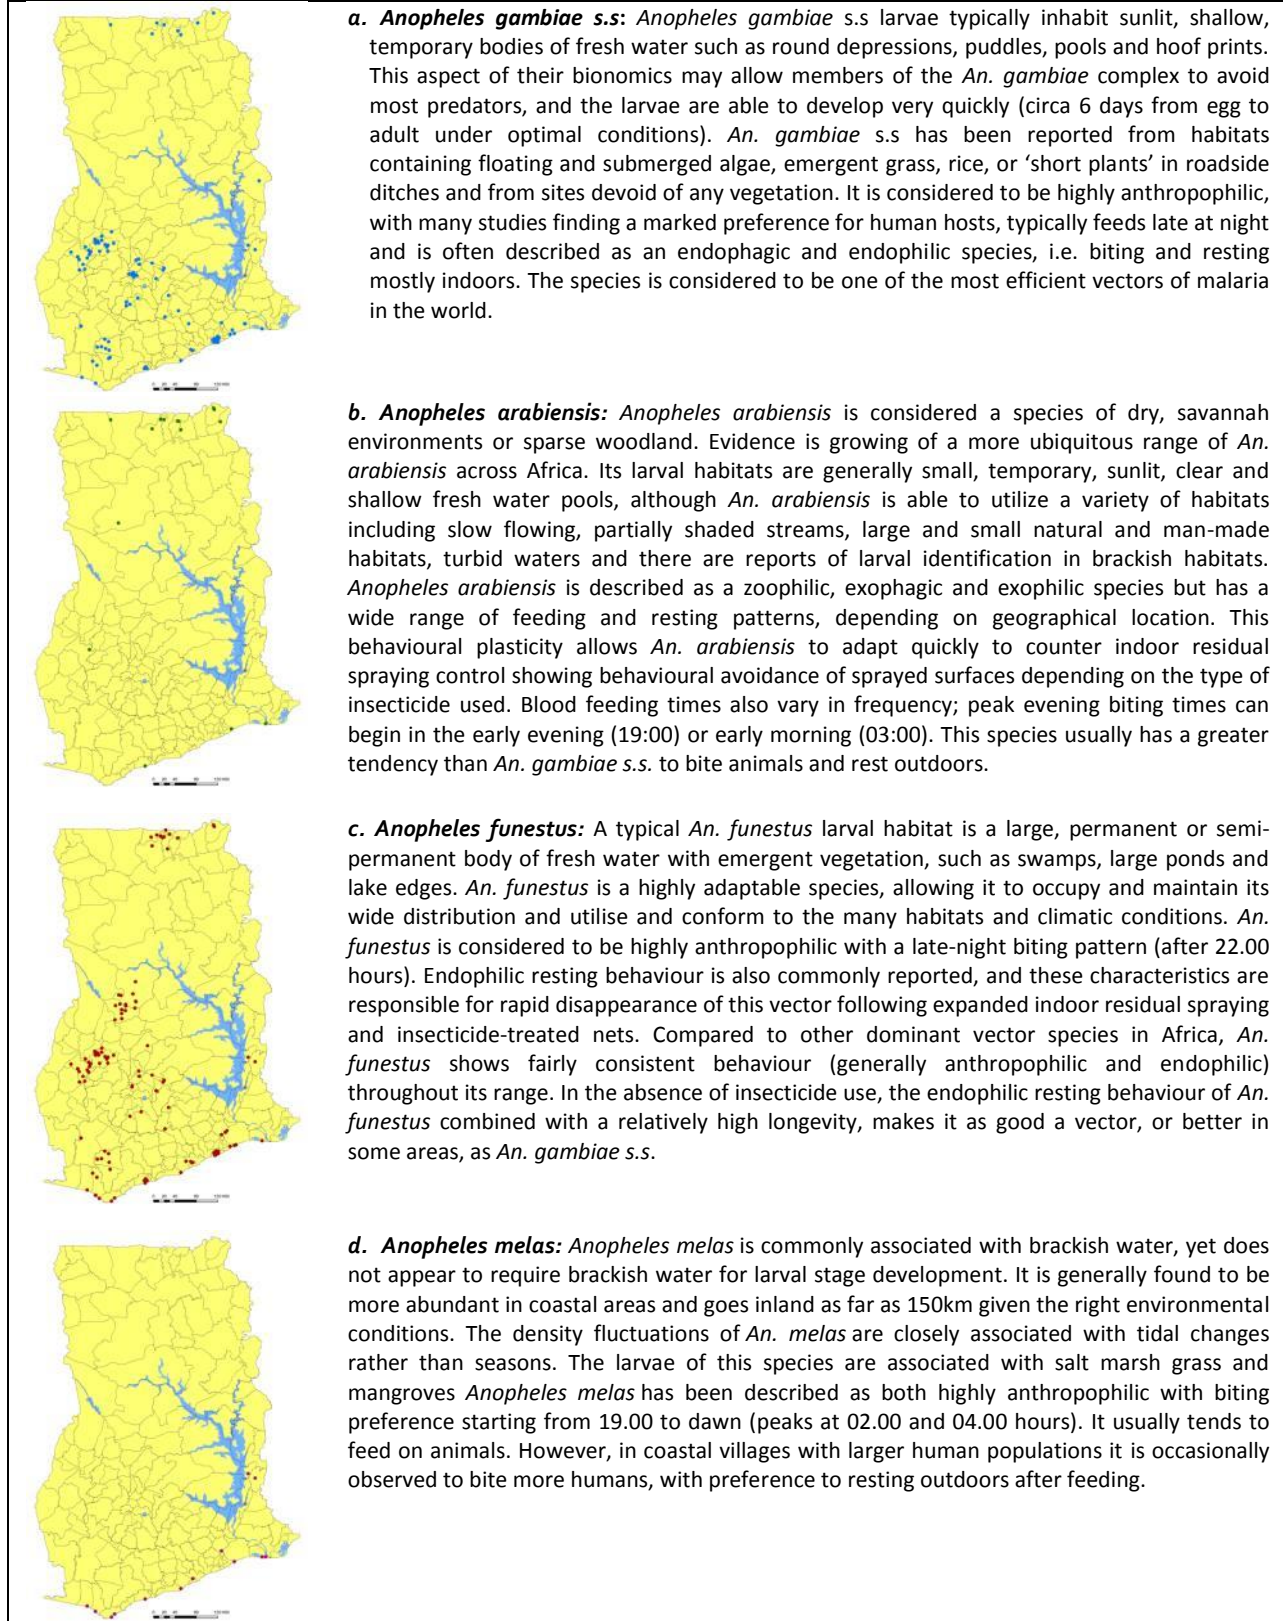 a. Anopheles gambiae s.s: Anopheles gambiae s.s larvae typically inhabit sunlit, shallow,
temporary bodies of fresh water such as round depressions, puddles, pools and hoof prints.
This aspect of their bionomics may allow members of the An. gambiae complex to avoid
most predators, and the larvae are able to develop very quickly (circa 6 days from egg to
adult under optimal conditions). An. gambiae s.s has been reported from habitats
containing floating and submerged algae, emergent grass, rice, or ‘short plants’ in roadside
ditches and from sites devoid of any vegetation. It is considered to be highly anthropophilic,
with many studies finding a marked preference for human hosts, typically feeds late at night
and is often described as an endophagic and endophilic species, i.e. biting and resting
mostly indoors. The species is considered to be one of the most efficient vectors of malaria
in the world.
b. Anopheles arabiensis: Anopheles arabiensis is considered a species of dry, savannah
environments or sparse woodland. Evidence is growing of a more ubiquitous range of An.
arabiensis across Africa. Its larval habitats are generally small, temporary, sunlit, clear and
shallow fresh water pools, although An. arabiensis is able to utilize a variety of habitats
including slow flowing, partially shaded streams, large and small natural and man-made
habitats, turbid waters and there are reports of larval identification in brackish habitats.
Anopheles arabiensis is described as a zoophilic, exophagic and exophilic species but has a
wide range of feeding and resting patterns, depending on geographical location. This
behavioural plasticity allows An. arabiensis to adapt quickly to counter indoor residual
spraying control showing behavioural avoidance of sprayed surfaces depending on the type of
insecticide used. Blood feeding times also vary in frequency; peak evening biting times can
begin in the early evening (19:00) or early morning (03:00). This species usually has a greater
tendency than An. gambiae s.s. to bite animals and rest outdoors.
c. Anopheles funestus: A typical An. funestus larval habitat is a large, permanent or semi-
permanent body of fresh water with emergent vegetation, such as swamps, large ponds and
lake edges. An. funestus is a highly adaptable species, allowing it to occupy and maintain its
wide distribution and utilise and conform to the many habitats and climatic conditions. An.
funestus is considered to be highly anthropophilic with a late-night biting pattern (after 22.00
hours). Endophilic resting behaviour is also commonly reported, and these characteristics are
responsible for rapid disappearance of this vector following expanded indoor residual spraying
and insecticide-treated nets. Compared to other dominant vector species in Africa, An.
funestus shows fairly consistent behaviour (generally anthropophilic and endophilic)
throughout its range. In the absence of insecticide use, the endophilic resting behaviour of An.
funestus combined with a relatively high longevity, makes it as good a vector, or better in
some areas, as An. gambiae s.s.
d. Anopheles melas: Anopheles melas is commonly associated with brackish water, yet does
not appear to require brackish water for larval stage development. It is generally found to be
more abundant in coastal areas and goes inland as far as 150km given the right environmental
conditions. The density fluctuations of An. melas are closely associated with tidal changes
rather than seasons. The larvae of this species are associated with salt marsh grass and
mangroves Anopheles melas has been described as both highly anthropophilic with biting
preference starting from 19.00 to dawn (peaks at 02.00 and 04.00 hours). It usually tends to
feed on animals. However, in coastal villages with larger human populations it is occasionally
observed to bite more humans, with preference to resting outdoors after feeding.